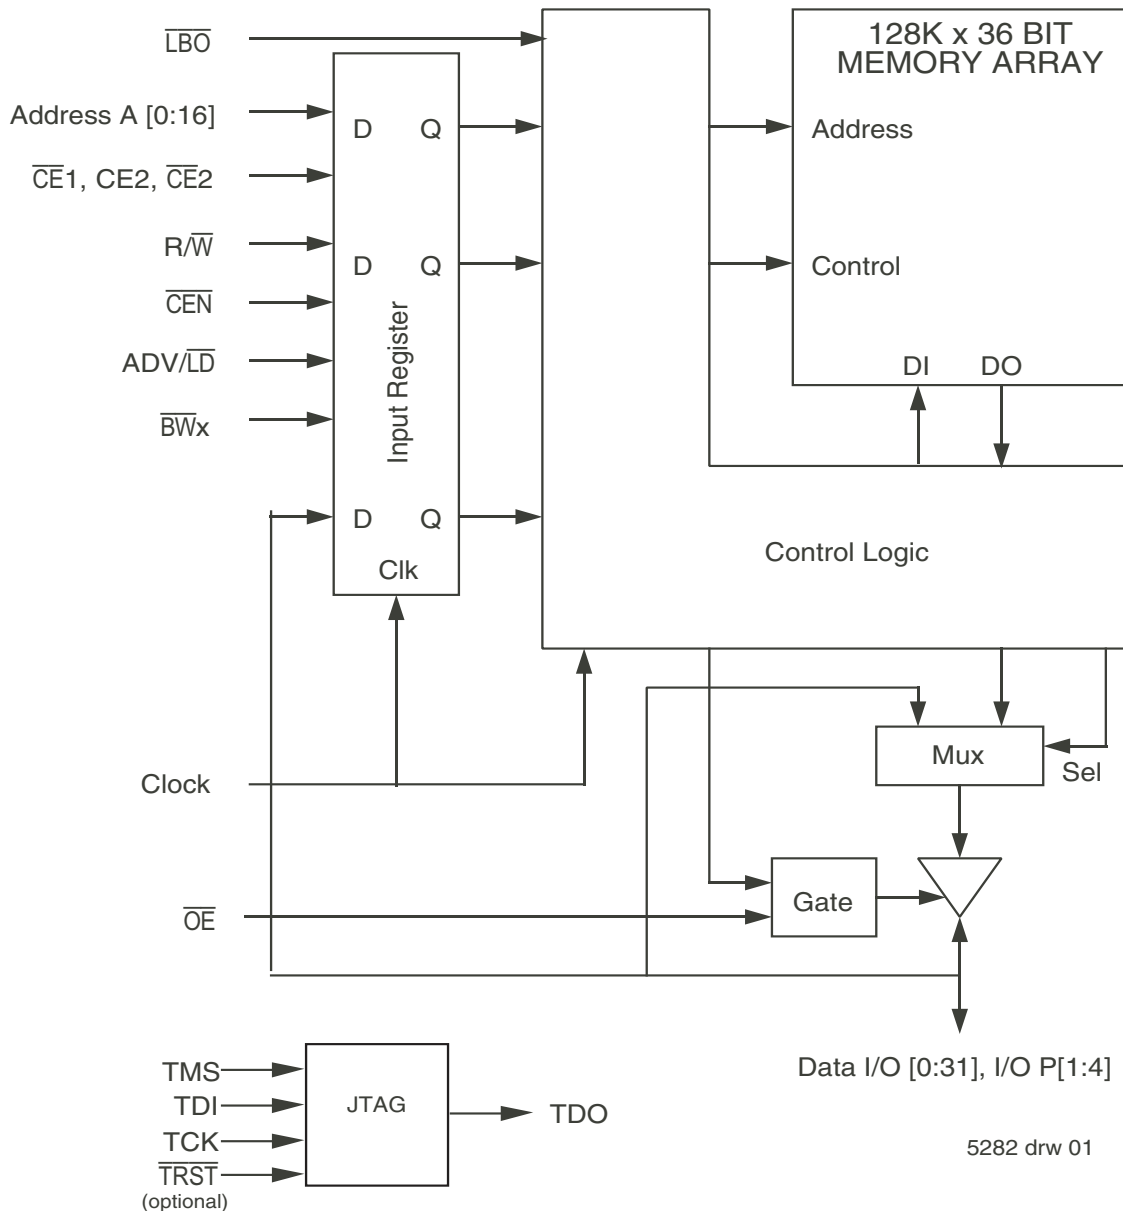 LBO
128K x 36 BIT
MEMORY ARRAY
Address A [0:16]
D Q
Address
CE1, CE2, CE2
R/W
D Q
Control
CEN
Input Register
ADV/LD
DI DO
BWx
D Q
Control Logic
Clk
Mux
Sel
Clock
Gate
OE
Data I/O [0:31], I/O P[1:4]
TMS
TDI
JTAG
TDO
TCK
TRST
(optional)
5282 drw 01